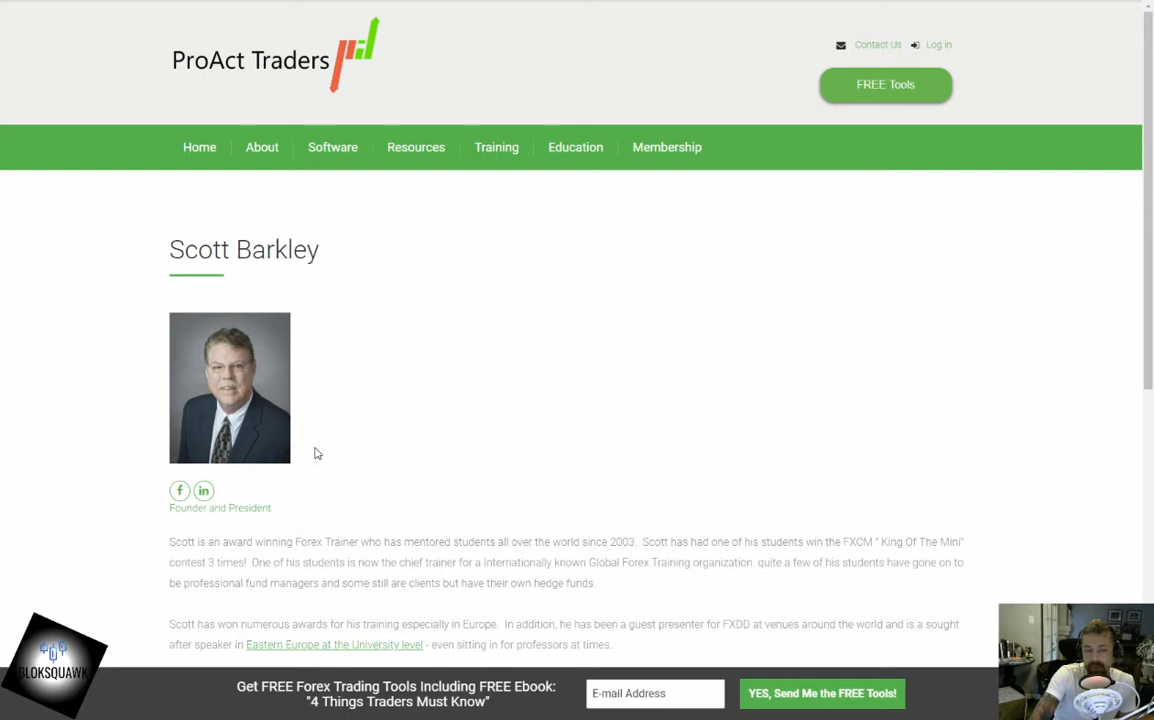 ProAct Traders
Contact Us
Log in
FREE Tools
Home
About
Software
Resources
Training
Education
Membership
Scott Barkley
f
in
Founder and President
Scott is an award winning Forex Trainer who has mentored students all over the world since 2003. Scott has had one of his students win the FXCM " King Of The Mini"
contest 3 times! One of his students is now the chief trainer for a Internationally known Global Forex Training organization. quite a few of his students have gone on to
be professional fund managers and some still are clients but have their own hedge funds.
Scott has won numerous awards for his training especially in Europe. In addition, he has been a guest presenter for FXDD at venues around the world and is a sought
after speaker in Eastern Europe at the University level - even sitting in for professors at times.
BLOKSQUAWK
Get FREE Forex Trading Tools Including FREE Ebook:
"4 Things Traders Must Know"
E-mail Address
YES, Send Me the FREE Tools!